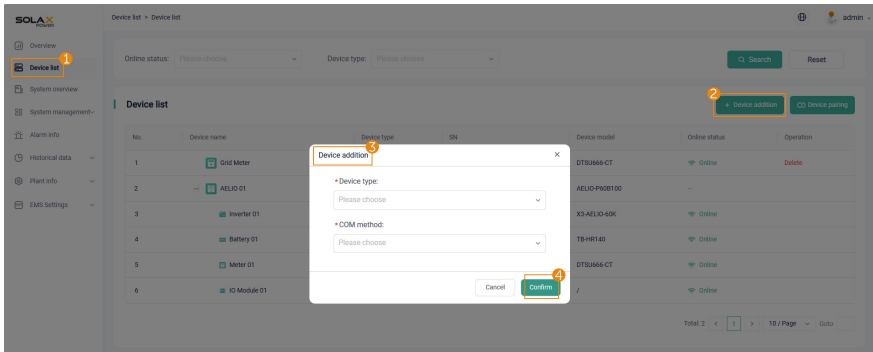 SOLAX
POWER
Device list > Device list
admin
Overview
1
Device list
System overview
System management
Alarm info
Historical data
Plant info
EMS Settings
Online status: Please choose
Device type: Please choose
Search
Reset
Device list
2
+ Device addition
Device pairing
No. Device name Device type SN Device model Online status Operation
1 Grid Meter DTSU666-CT Online Delete
2 AELIO 01 AELIO-P60B100 --
3 Inverter 01 X3-AELIO-60K Online
4 Battery 01 TB-HR140 Online
5 Meter 01 DTSU666-CT Online
6 IO Module 01 / Online
3
Device addition ×
*Device type:
Please choose
*COM method:
Please choose
4
Cancel Confirm
Total: 2 < 1 > 10 / Page Goto